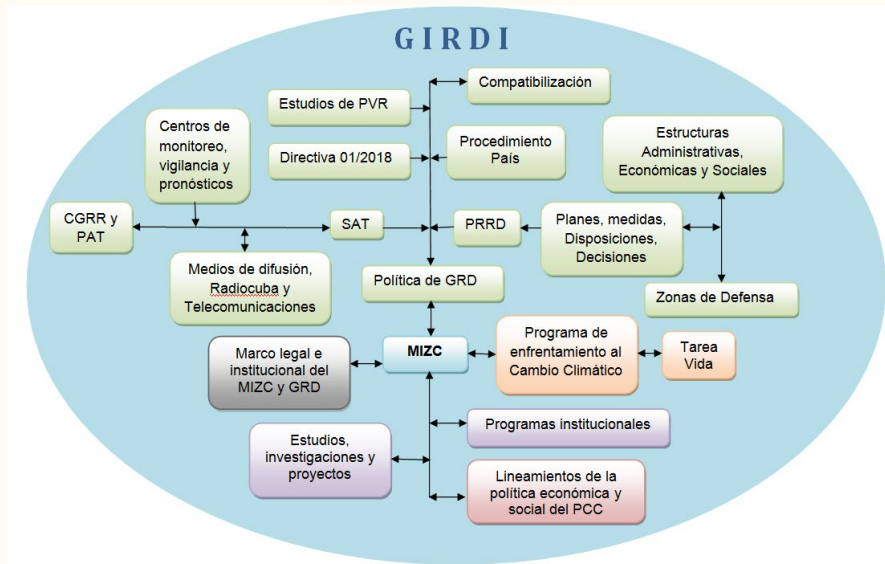 GIRDI
Compatibilización
Estudios de PVR
Centros de
monitoreo,
vigilancia y
pronósticos
Directiva 01/2018
Procedimiento
País
Estructuras
Administrativas,
Económicas y Sociales
CGRR y
PAT
SAT
PRRD
Planes, medidas,
Disposiciones,
Decisiones
Medios de difusión,
Radiocuba y
Telecomunicaciones
Política de GRD
Zonas de Defensa
Marco legal e
institucional del
MIZC y GRD
MIZC
Programa de
enfrentamiento al
Cambio Climático
Tarea
Vida
Estudios,
investigaciones y
proyectos
Programas institucionales
Lineamientos de la
política económica y
social del PCC